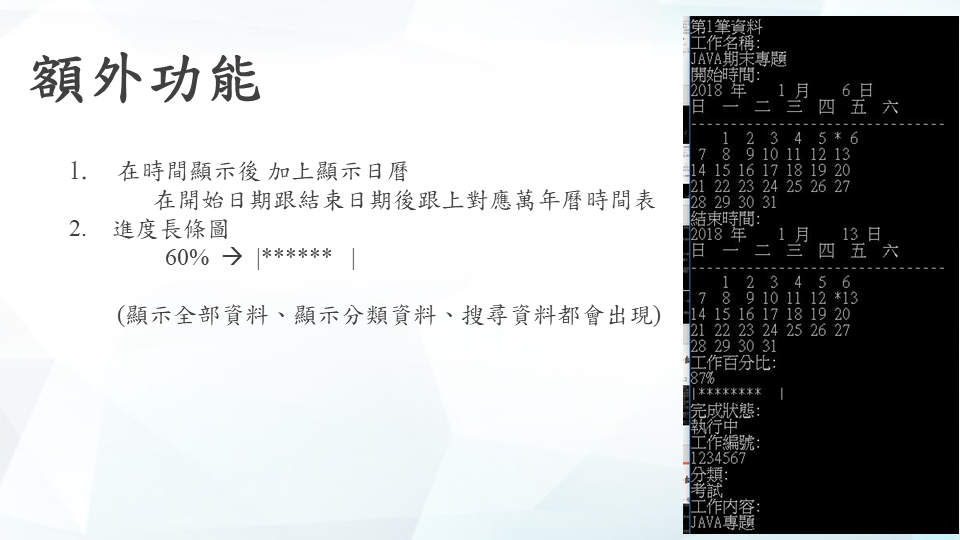 額外功能
1. 在時間顯示後 加上顯示日曆
在開始日期跟結束日期後跟上對應萬年曆時間表
2. 進度長條圖
60% → |****** |
(顯示全部資料、顯示分類資料、搜尋資料都會出現)
第1筆資料
工作名稱:
JAVA期末專題
開始時間:
2018 年 1 月 6 日
日 一 二 三 四 五 六
--------------------------------
1 2 3 4 5 * 6
7 8 9 10 11 12 13
14 15 16 17 18 19 20
21 22 23 24 25 26 27
28 29 30 31
結束時間:
2018 年 1 月 13 日
日 一 二 三 四 五 六
--------------------------------
1 2 3 4 5 6
7 8 9 10 11 12 *13
14 15 16 17 18 19 20
21 22 23 24 25 26 27
28 29 30 31
工作百分比:
87%
|******** |
完成狀態:
執行中
工作編號:
1234567
分類:
考試
工作內容:
JAVA專題